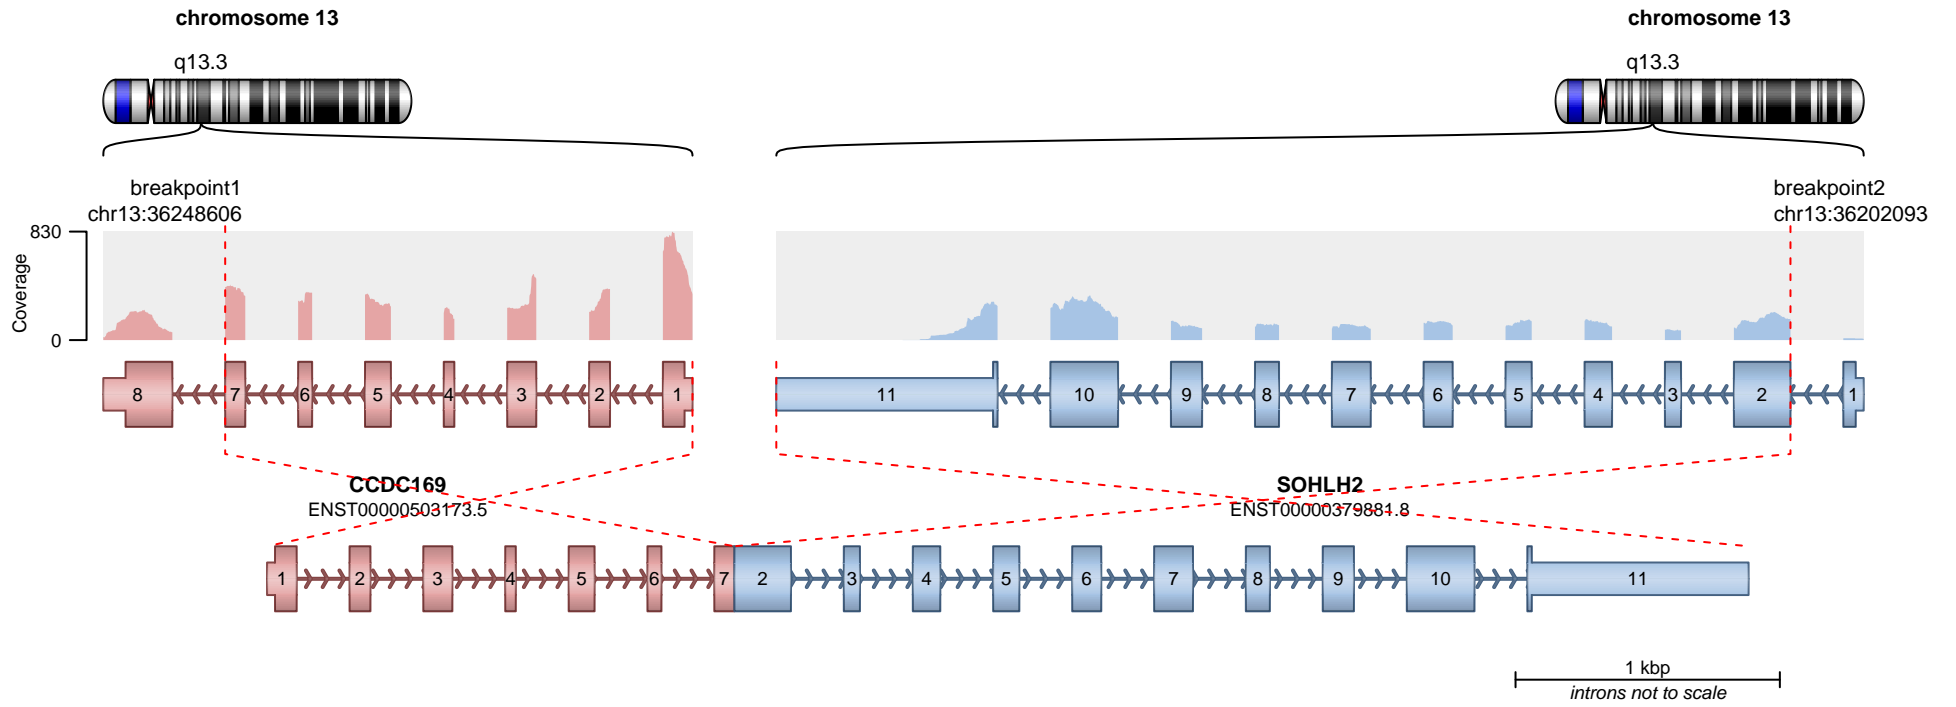 chromosome 13
chromosome 13
q13.3
q13.3
breakpoint1
chr13:36248606
breakpoint2
chr13:36202093
830
0
Coverage
8 7 6 5 4 3 2 1
11 10 9 8 7 6 5 4 3 2 1
CCDC169
ENST00000503173.5
SOHLH2
ENST00000379881.8
1 2 3 4 5 6 7 2 3 4 5 6 7 8 9 10 11
1 kbp
introns not to scale